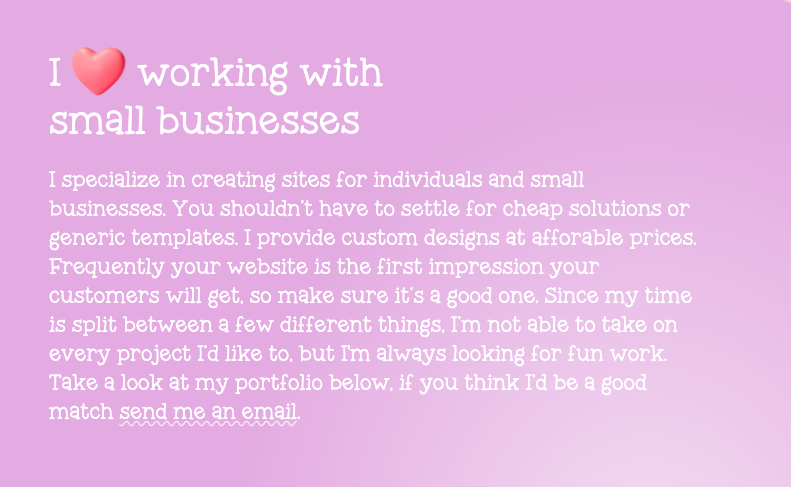 I ❤️ working with
small businesses
I specialize in creating sites for individuals and small
businesses. You shouldn't have to settle for cheap solutions or
generic templates. I provide custom designs at afforable prices.
Frequently your website is the first impression your
customers will get, so make sure it's a good one. Since my time
is split between a few different things, I'm not able to take on
every project I'd like to, but I'm always looking for fun work.
Take a look at my portfolio below, if you think I'd be a good
match send me an email.